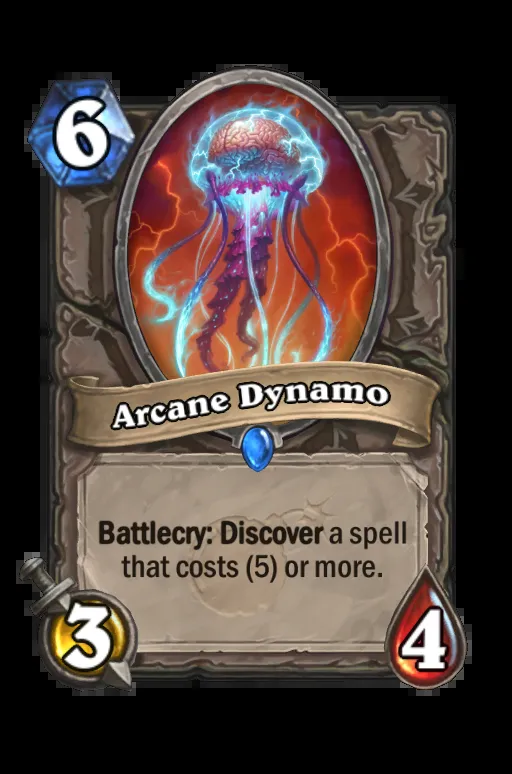 6
Arcane Dynamo
Battlecry: Discover a spell
that costs (5) or more.
3
4